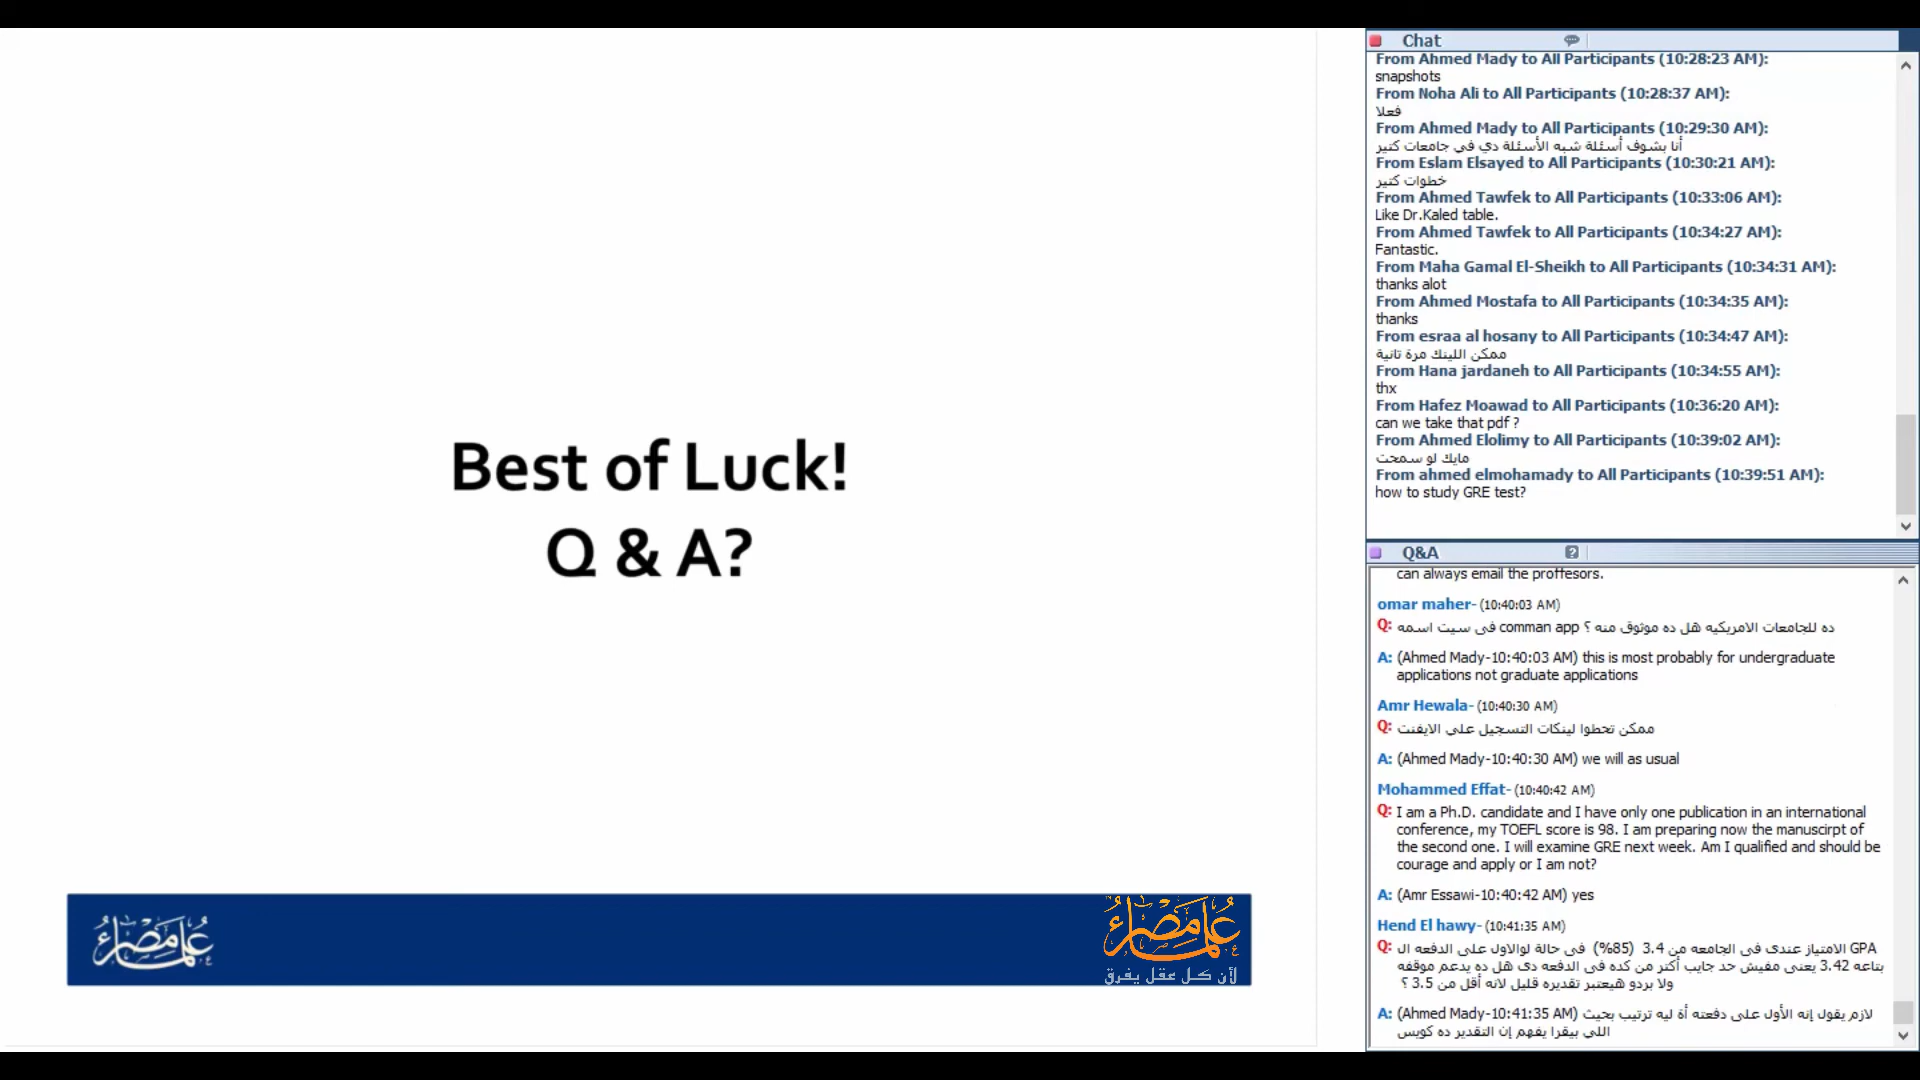 Best of Luck!
Q & A?
علماء مصر
علماء مصر
لأن كل عقل يفرق
Chat
From Ahmed Mady to All Participants (10:28:23 AM):
snapshots
From Noha Ali to All Participants (10:28:37 AM):
فعلا
From Ahmed Mady to All Participants (10:29:30 AM):
أنا بشوف أسئلة شبه الأسئلة دي في جامعات كتير
From Eslam Elsayed to All Participants (10:30:21 AM):
خطوات كتير
From Ahmed Tawfek to All Participants (10:33:06 AM):
Like Dr.Kaled table.
From Ahmed Tawfek to All Participants (10:34:27 AM):
Fantastic.
From Maha Gamal El-Sheikh to All Participants (10:34:31 AM):
thanks alot
From Ahmed Mostafa to All Participants (10:34:35 AM):
thanks
From esraa al hosany to All Participants (10:34:47 AM):
ممكن اللينك مرة تانية
From Hana jardaneh to All Participants (10:34:55 AM):
thx
From Hafez Moawad to All Participants (10:36:20 AM):
can we take that pdf ?
From Ahmed Elolimy to All Participants (10:39:02 AM):
مايك لو سمحت
From ahmed elmohamady to All Participants (10:39:51 AM):
how to study GRE test?
Q&A
can always email the proffesors.
omar maher- (10:40:03 AM)
Q: ده للجامعات الامريكيه هل ده موثوق منه ؟ comman app فى سيت اسمه
A: (Ahmed Mady-10:40:03 AM) this is most probably for undergraduate
applications not graduate applications
Amr Hewala- (10:40:30 AM)
Q: ممكن تحطوا لينكات التسجيل علي الايفنت
A: (Ahmed Mady-10:40:30 AM) we will as usual
Mohammed Effat- (10:40:42 AM)
Q: I am a Ph.D. candidate and I have only one publication in an international
conference, my TOEFL score is 98. I am preparing now the manuscirpt of
the second one. I will examine GRE next week. Am I qualified and should be
courage and apply or I am not?
A: (Amr Essawi-10:40:42 AM) yes
Hend El hawy- (10:41:35 AM)
Q: GPA الامتياز عندى فى الجامعه من 3.4 (85%) فى حالة لوالاول على الدفعه ال
بتاعه 3.42 يعنى مفيش حد جايب أكتر من كده فى الدفعه دى هل ده يدعم موقفه
ولا بردو هيعتبر تقديره قليل لانه أقل من 3.5 ؟
A: (Ahmed Mady-10:41:35 AM) لازم يقول إنه الأول على دفعته أة ليه ترتيب بحيث
اللي بيقرا يفهم إن التقدير ده كويس